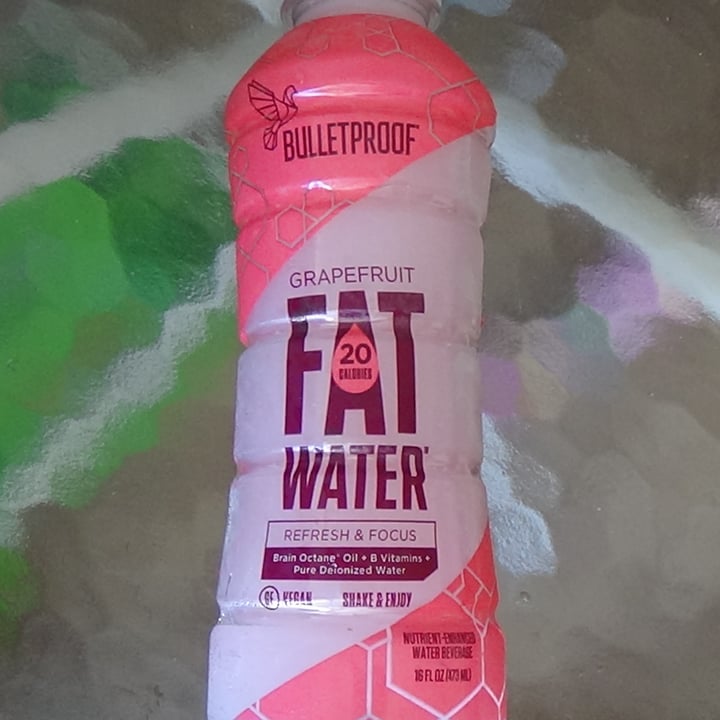 BULLETPROOF
GRAPEFRUIT
FAT
20
CALORIES
WATER
REFRESH & FOCUS
Brain Octane® Oil + B Vitamins +
Pure Deionized Water
GF VEGAN SHAKE & ENJOY
NUTRIENT-ENHANCED
WATER BEVERAGE
16 FL OZ (473 ML)